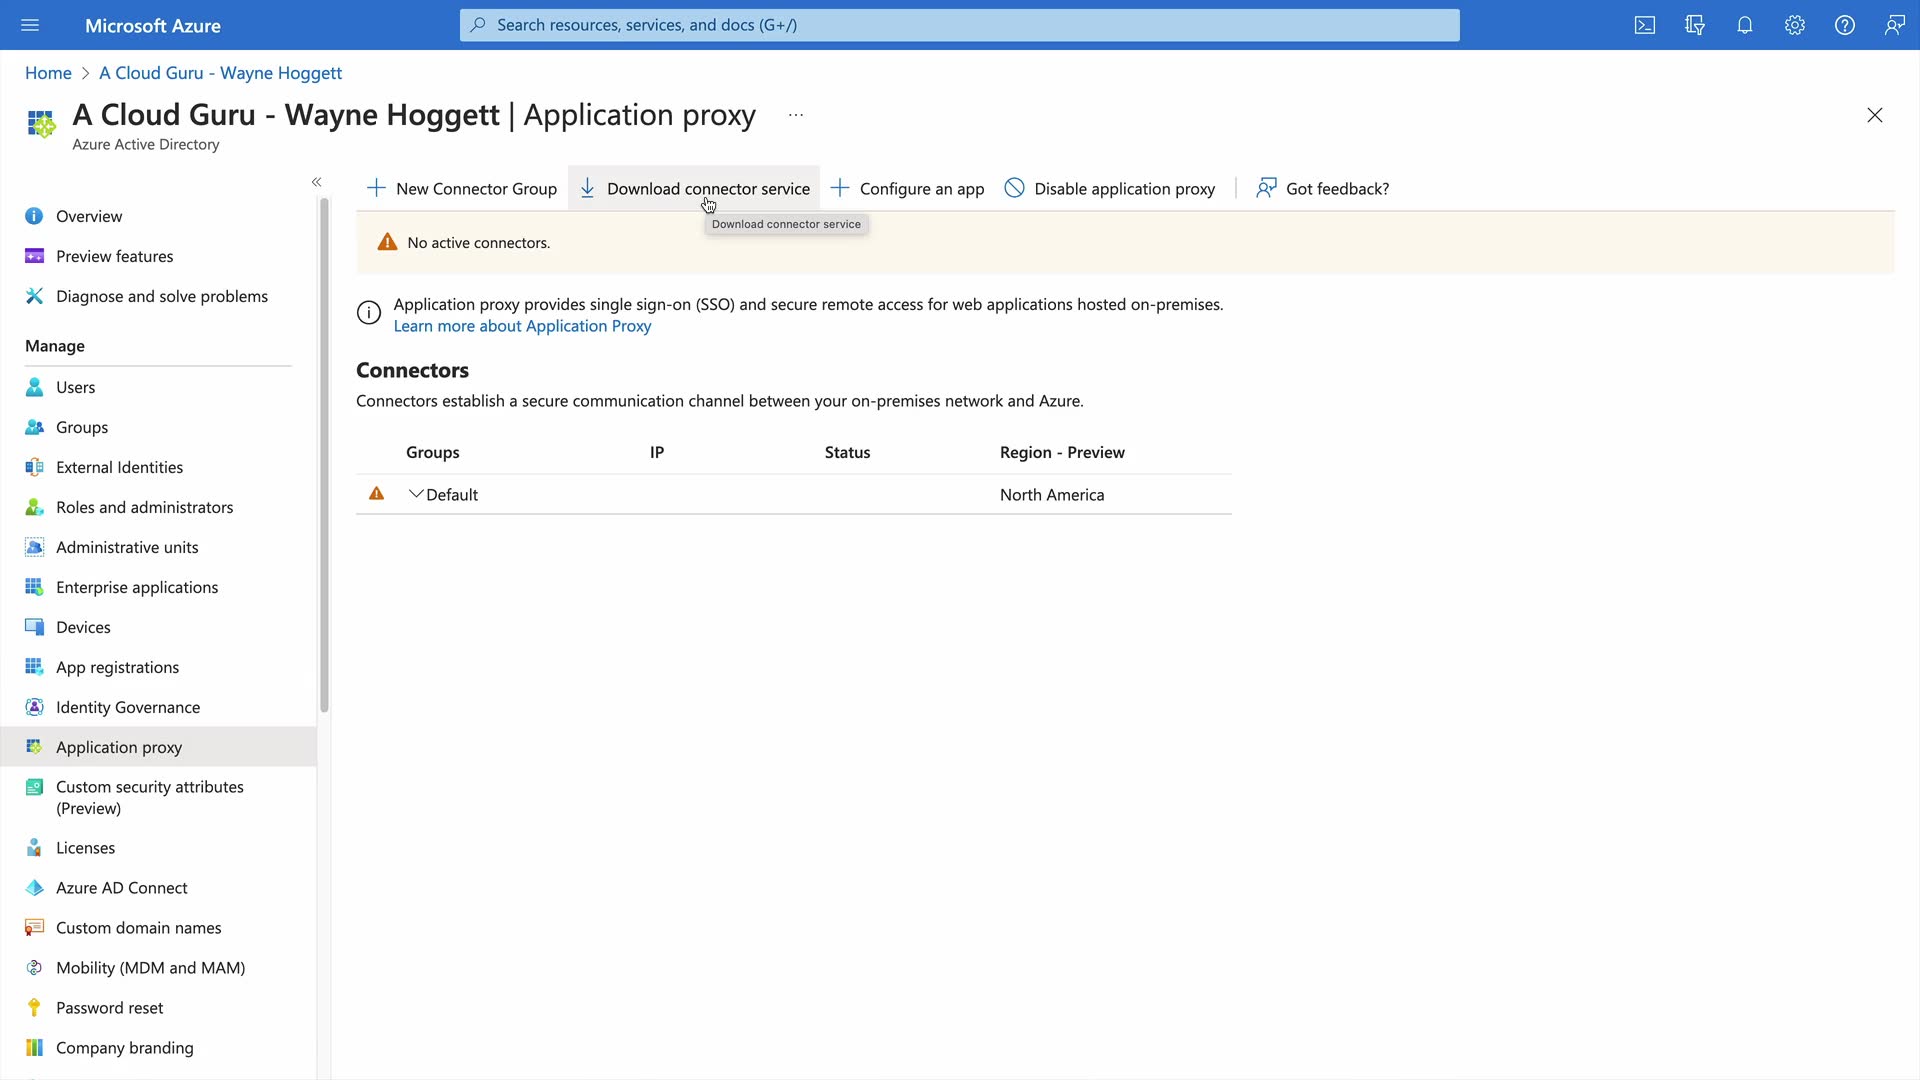 Microsoft Azure
Search resources, services, and docs (G+/)
Home > A Cloud Guru - Wayne Hoggett
A Cloud Guru - Wayne Hoggett | Application proxy ...
Azure Active Directory
«
Overview
Preview features
Diagnose and solve problems
Manage
Users
Groups
External Identities
Roles and administrators
Administrative units
Enterprise applications
Devices
App registrations
Identity Governance
Application proxy
Custom security attributes
(Preview)
Licenses
Azure AD Connect
Custom domain names
Mobility (MDM and MAM)
Password reset
Company branding
New Connector Group
Download connector service
Configure an app
Disable application proxy
Got feedback?
Download connector service
No active connectors.
Application proxy provides single sign-on (SSO) and secure remote access for web applications hosted on-premises.
Learn more about Application Proxy
Connectors
Connectors establish a secure communication channel between your on-premises network and Azure.
Groups IP Status Region - Preview
Default North America